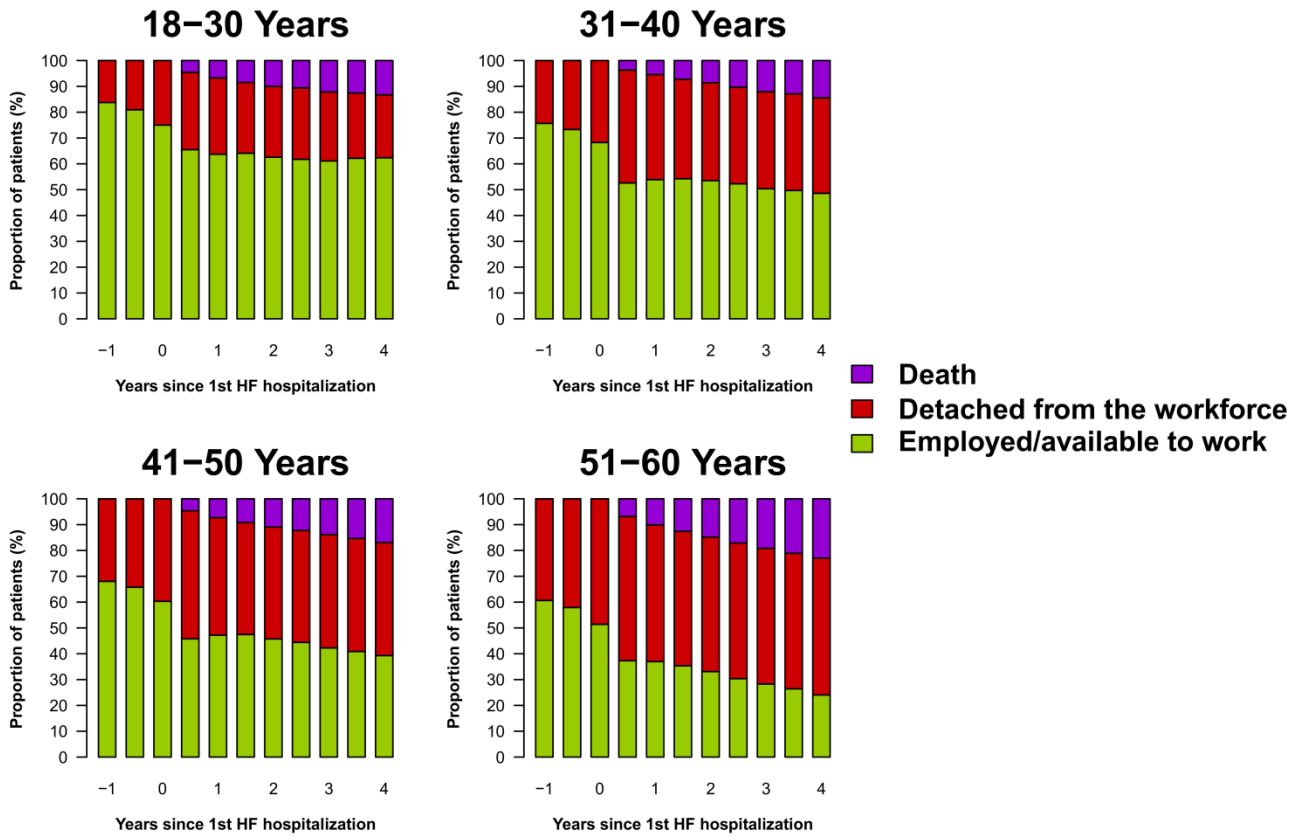 18−30 Years
Proportion of patients (%)
100
90
80
70
60
50
40
30
20
10
0
−1 0 1 2 3 4
Years since 1st HF hospitalization
31−40 Years
Proportion of patients (%)
100
90
80
70
60
50
40
30
20
10
0
−1 0 1 2 3 4
Years since 1st HF hospitalization
Death
Detached from the workforce
Employed/available to work
41−50 Years
Proportion of patients (%)
100
90
80
70
60
50
40
30
20
10
0
−1 0 1 2 3 4
Years since 1st HF hospitalization
51−60 Years
Proportion of patients (%)
100
90
80
70
60
50
40
30
20
10
0
−1 0 1 2 3 4
Years since 1st HF hospitalization